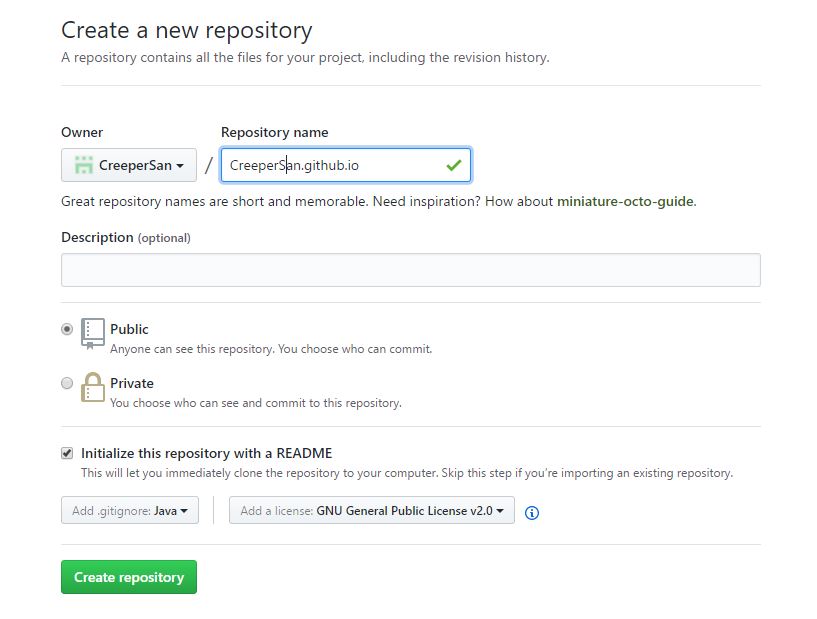 Create a new repository
A repository contains all the files for your project, including the revision history.
Owner
Repository name
CreeperSan / CreeperSan.github.io
Great repository names are short and memorable. Need inspiration? How about miniature-octo-guide.
Description (optional)
Public
Anyone can see this repository. You choose who can commit.
Private
You choose who can see and commit to this repository.
Initialize this repository with a README
This will let you immediately clone the repository to your computer. Skip this step if you’re importing an existing repository.
Add .gitignore: Java
Add a license: GNU General Public License v2.0
Create repository